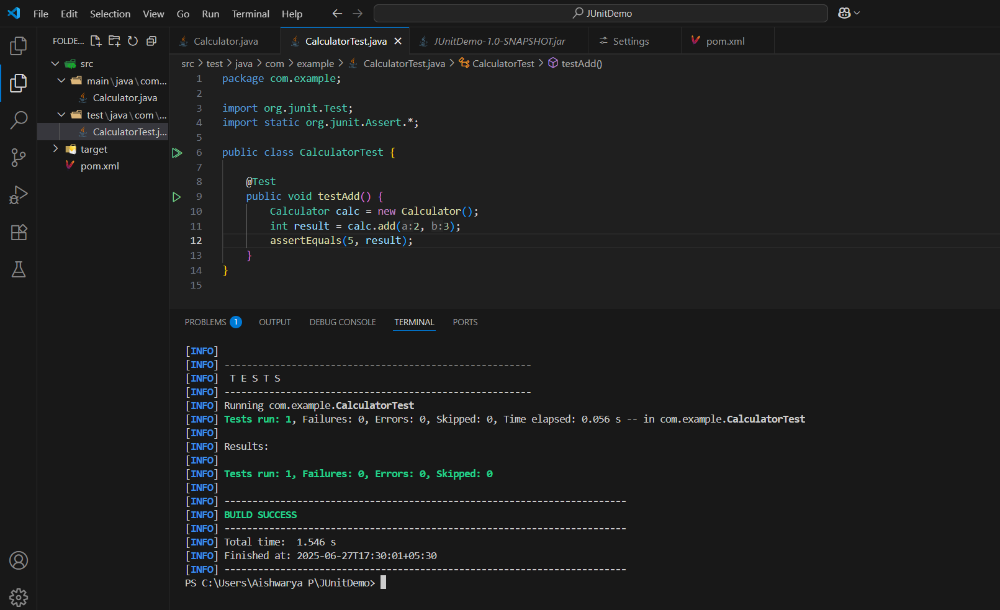 File Edit Selection View Go Run Terminal Help JUnitDemo
FOLDE... Calculator.java CalculatorTest.java JUnitDemo-1.0-SNAPSHOT.jar Settings pom.xml
src
main\java\com...
Calculator.java
test\java\com\...
CalculatorTest.j...
target
pom.xml
src > test > java > com > example > CalculatorTest.java > CalculatorTest > testAdd()
1 package com.example;
2
3 import org.junit.Test;
4 import static org.junit.Assert.*;
5
6 public class CalculatorTest {
7
8 @Test
9 public void testAdd() {
10 Calculator calc = new Calculator();
11 int result = calc.add(a:2, b:3);
12 assertEquals(5, result);
13 }
14 }
15
PROBLEMS 1 OUTPUT DEBUG CONSOLE TERMINAL PORTS
[INFO]
[INFO] -------------------------------------------------------
[INFO]  T E S T S
[INFO] -------------------------------------------------------
[INFO] Running com.example.CalculatorTest
[INFO] Tests run: 1, Failures: 0, Errors: 0, Skipped: 0, Time elapsed: 0.056 s -- in com.example.CalculatorTest
[INFO]
[INFO] Results:
[INFO]
[INFO] Tests run: 1, Failures: 0, Errors: 0, Skipped: 0
[INFO]
[INFO] ------------------------------------------------------------------------
[INFO] BUILD SUCCESS
[INFO] ------------------------------------------------------------------------
[INFO] Total time:  1.546 s
[INFO] Finished at: 2025-06-27T17:30:01+05:30
[INFO] ------------------------------------------------------------------------
PS C:\Users\Aishwarya P\JUnitDemo>